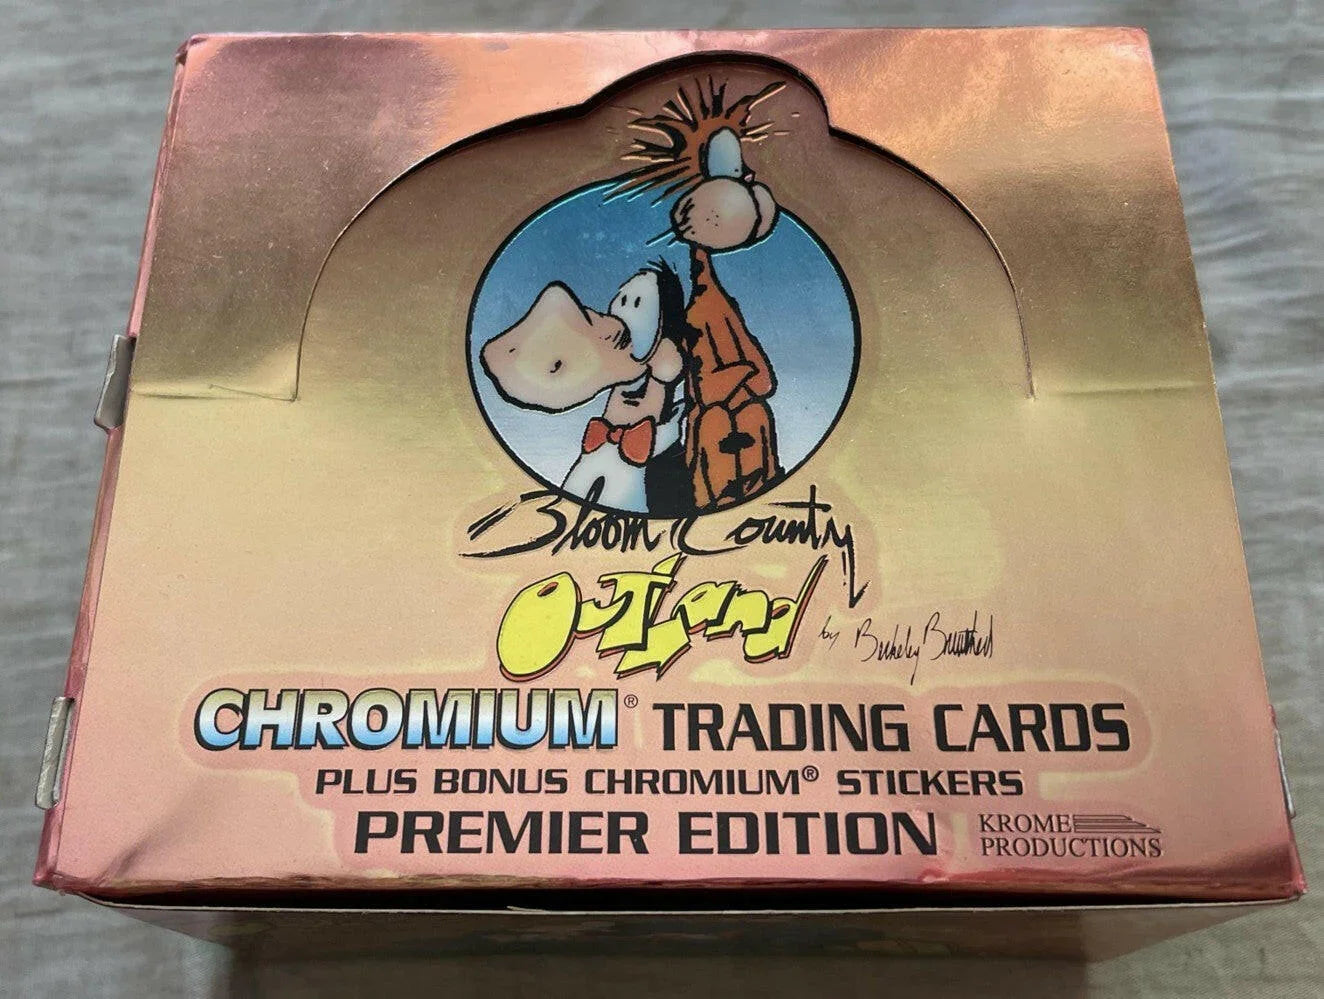 Bloom County
OutLand
by Berkeley Breathed
CHROMIUM® TRADING CARDS
PLUS BONUS CHROMIUM® STICKERS
PREMIER EDITION
KROME
PRODUCTIONS